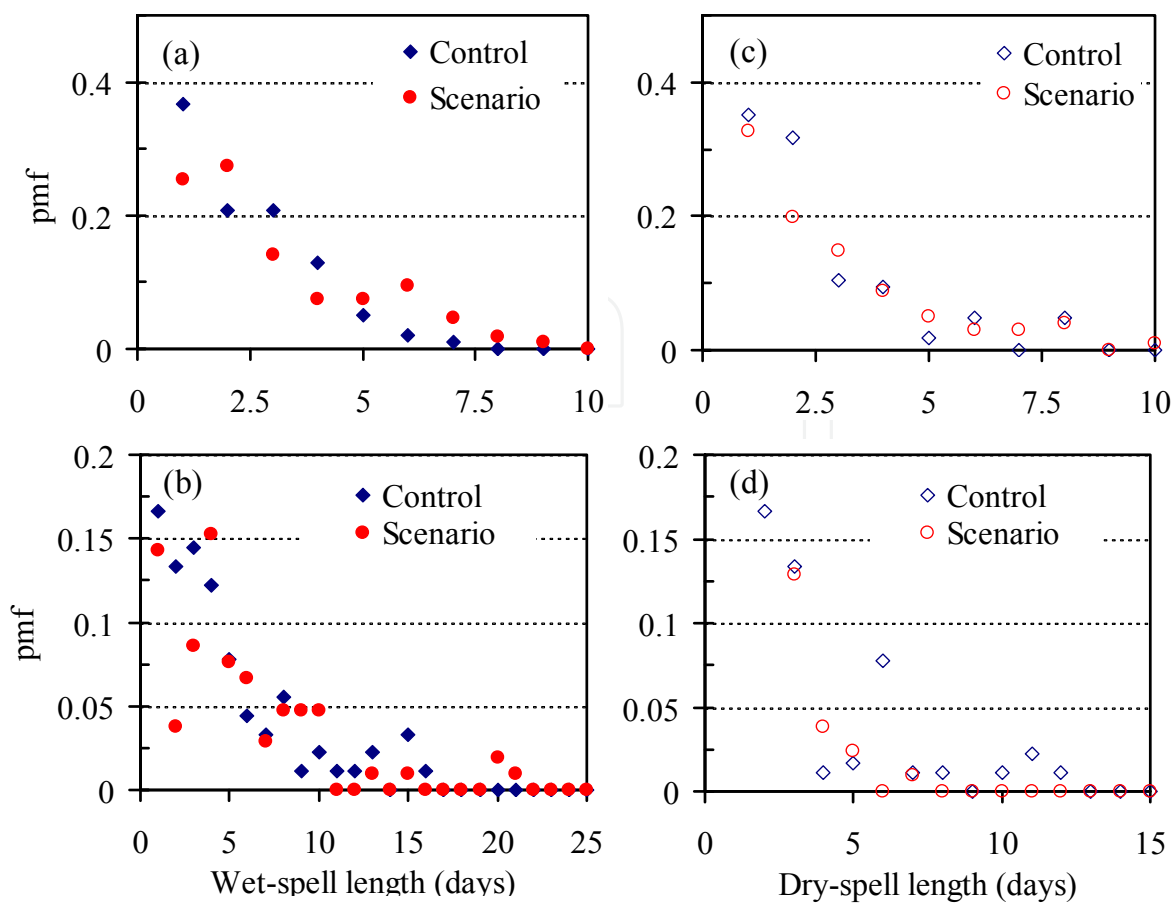 (a)
Control
Scenario
0.4
0.2
0
pmf
0 2.5 5 7.5 10
(c)
Control
Scenario
0.4
0.2
0
0 2.5 5 7.5 10
(b)
Control
Scenario
0.2
0.15
0.1
0.05
0
pmf
0 5 10 15 20 25
Wet-spell length (days)
(d)
Control
Scenario
0.2
0.15
0.1
0.05
0
0 5 10 15
Dry-spell length (days)